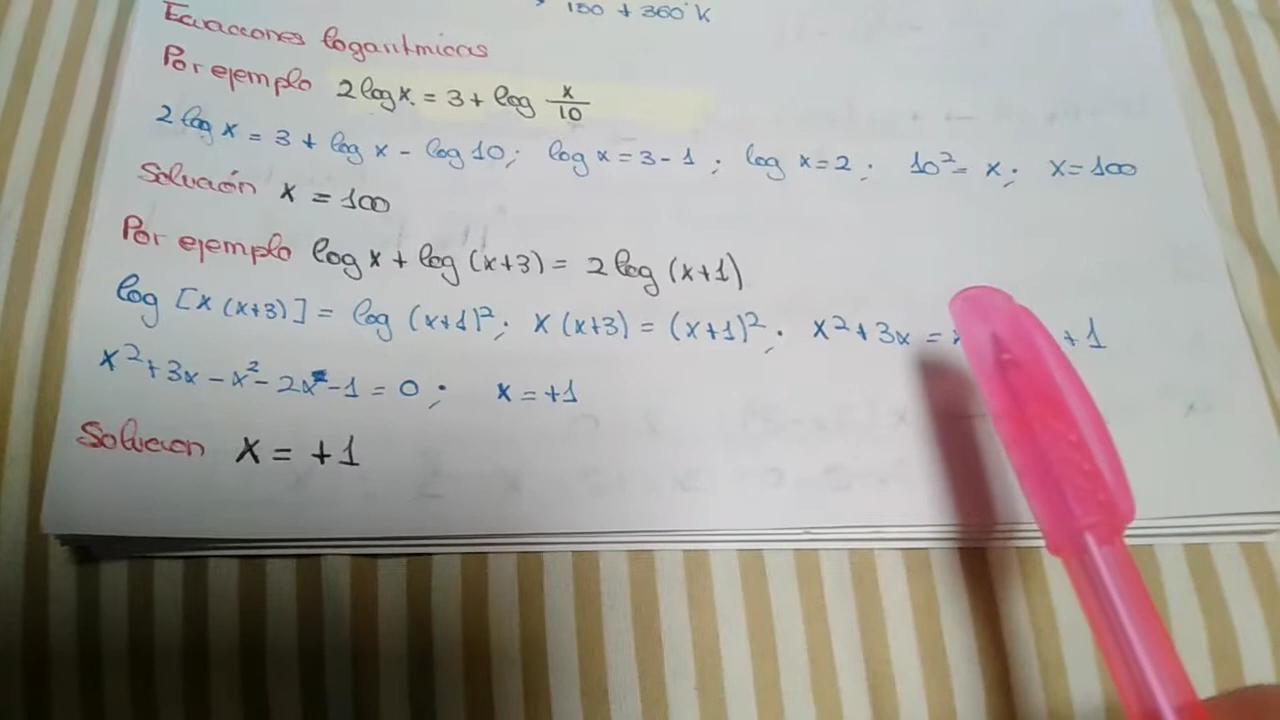 180 + 360°K
Ecuaciones logarítmicas
Por ejemplo 2 log x = 3 + log x/10
2 log x = 3 + log x - log 10; log x = 3 - 1; log x = 2; 10² = x; x = 100
Solución x = 100
Por ejemplo log x + log (x+3) = 2 log (x+1)
log [x (x+3)] = log (x+1)²; x (x+3) = (x+1)²; x² + 3x = + 1
x² + 3x - x² - 2x - 1 = 0; x = +1
Solución x = +1